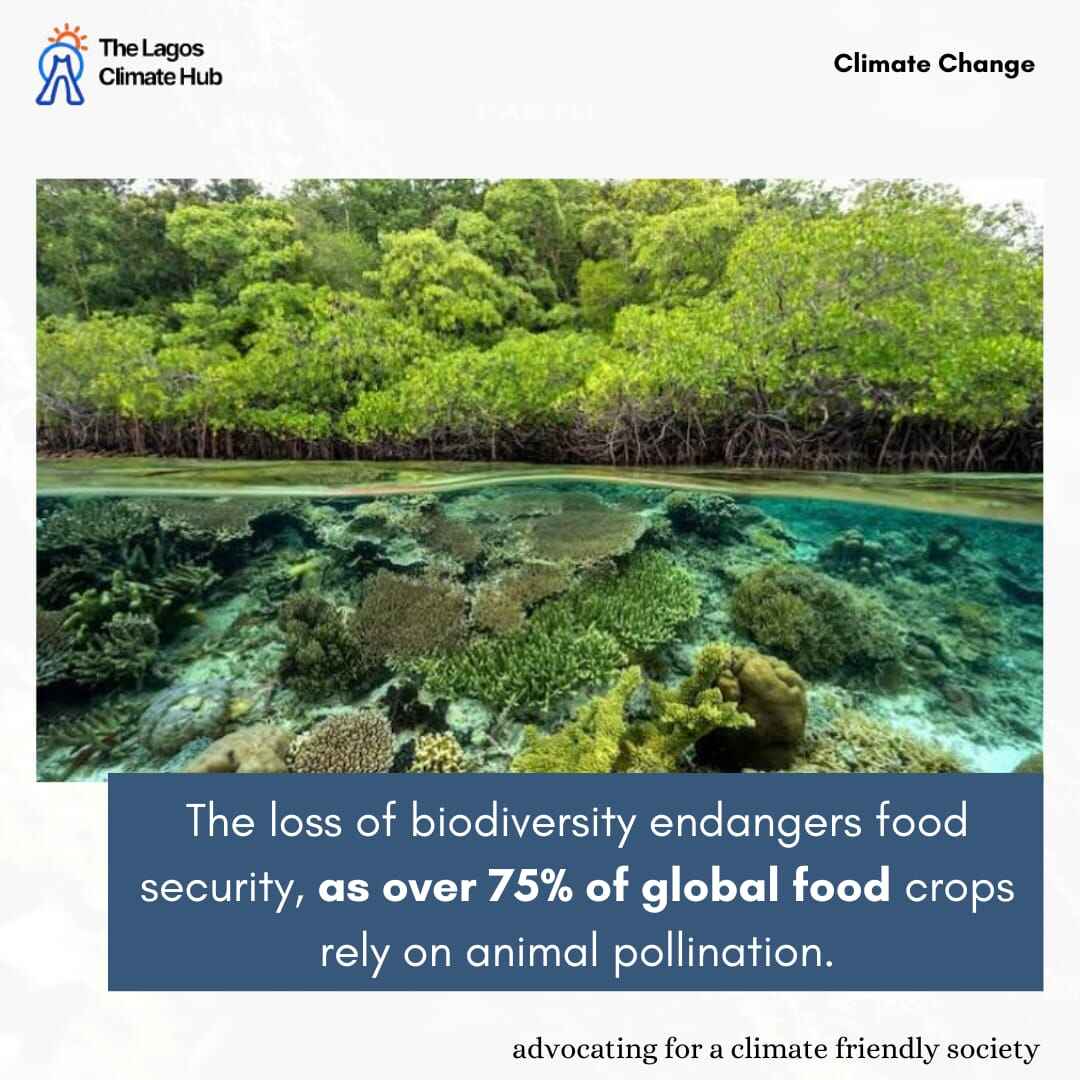 The Lagos
Climate Hub
Climate Change
The loss of biodiversity endangers food
security, as over 75% of global food crops
rely on animal pollination.
advocating for a climate friendly society